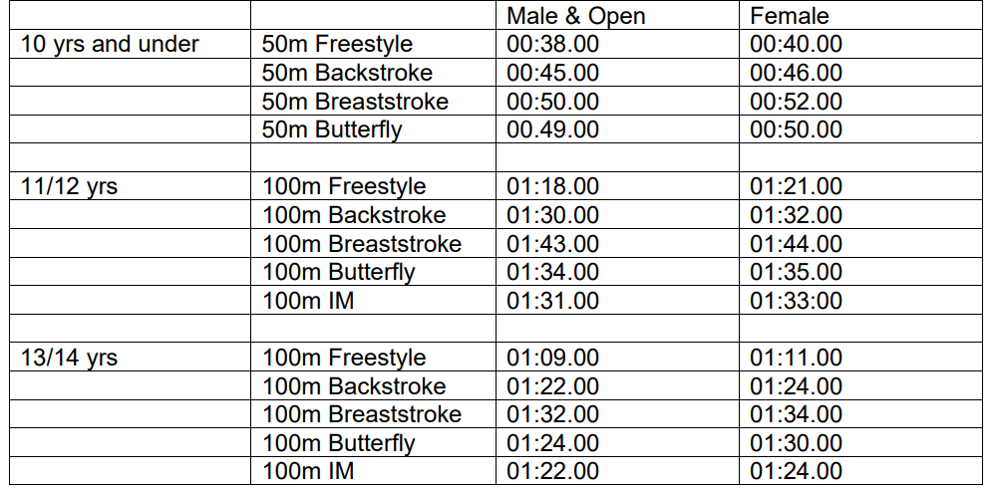 Male & Open Female
10 yrs and under 50m Freestyle 00:38.00 00:40.00
50m Backstroke 00:45.00 00:46.00
50m Breaststroke 00:50.00 00:52.00
50m Butterfly 00.49.00 00:50.00
11/12 yrs 100m Freestyle 01:18.00 01:21.00
100m Backstroke 01:30.00 01:32.00
100m Breaststroke 01:43.00 01:44.00
100m Butterfly 01:34.00 01:35.00
100m IM 01:31.00 01:33:00
13/14 yrs 100m Freestyle 01:09.00 01:11.00
100m Backstroke 01:22.00 01:24.00
100m Breaststroke 01:32.00 01:34.00
100m Butterfly 01:24.00 01:30.00
100m IM 01:22.00 01:24.00